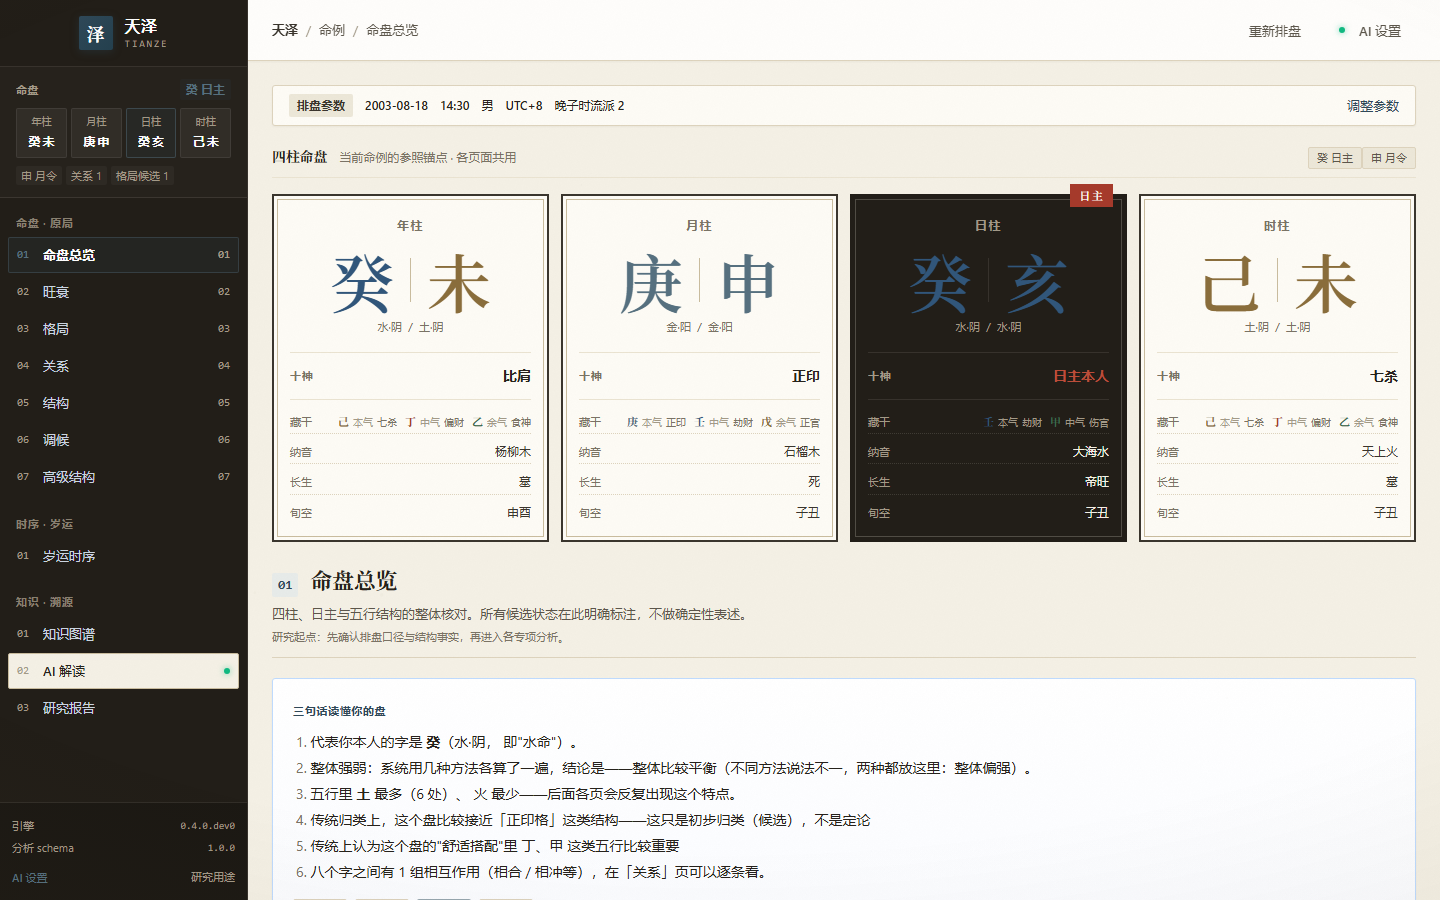 泽 天泽
TIANZE
命盘 癸 日主
年柱 月柱 日柱 时柱
癸未 庚申 癸亥 己未
申 月令 关系 1 格局候选 1
命盘 · 原局
01 命盘总览 01
02 旺衰 02
03 格局 03
04 关系 04
05 结构 05
06 调候 06
07 高级结构 07
时序 · 岁运
01 岁运时序
知识 · 溯源
01 知识图谱
02 AI 解读
03 研究报告
引擎 0.4.0.dev0
分析 schema 1.0.0
AI 设置 研究用途
天泽 / 命例 / 命盘总览 重新排盘 AI 设置
排盘参数 2003-08-18 14:30 男 UTC+8 晚子时流派 2 调整参数
四柱命盘 当前命例的参照锚点 · 各页面共用 癸 日主 申 月令
年柱
癸 未
水·阴 / 土·阴
十神 比肩
藏干 己 本气 七杀 丁 中气 偏财 乙 余气 食神
纳音 杨柳木
长生 墓
旬空 申酉
月柱
庚 申
金·阳 / 金·阳
十神 正印
藏干 庚 本气 正印 壬 中气 劫财 戊 余气 正官
纳音 石榴木
长生 死
旬空 子丑
日主
日柱
癸 亥
水·阴 / 水·阴
十神 日主本人
藏干 壬 本气 劫财 甲 中气 伤官
纳音 大海水
长生 帝旺
旬空 子丑
时柱
己 未
土·阴 / 土·阴
十神 七杀
藏干 己 本气 七杀 丁 中气 偏财 乙 余气 食神
纳音 天上火
长生 墓
旬空 子丑
01 命盘总览
四柱、日主与五行结构的整体核对。所有候选状态在此明确标注，不做确定性表述。
研究起点：先确认排盘口径与结构事实，再进入各专项分析。
三句话读懂你的盘
1. 代表你本人的字是 癸（水·阴， 即"水命"）。
2. 整体强弱：系统用几种方法各算了一遍，结论是——整体比较平衡（不同方法说法不一，两种都放这里：整体偏强）。
3. 五行里 土 最多（6 处）、 火 最少——后面各页会反复出现这个特点。
4. 传统归类上，这个盘比较接近「正印格」这类结构——这只是初步归类（候选），不是定论
5. 传统上认为这个盘的"舒适搭配"里 丁、甲 这类五行比较重要
6. 八个字之间有 1 组相互作用（相合 / 相冲等），在「关系」页可以逐条看。